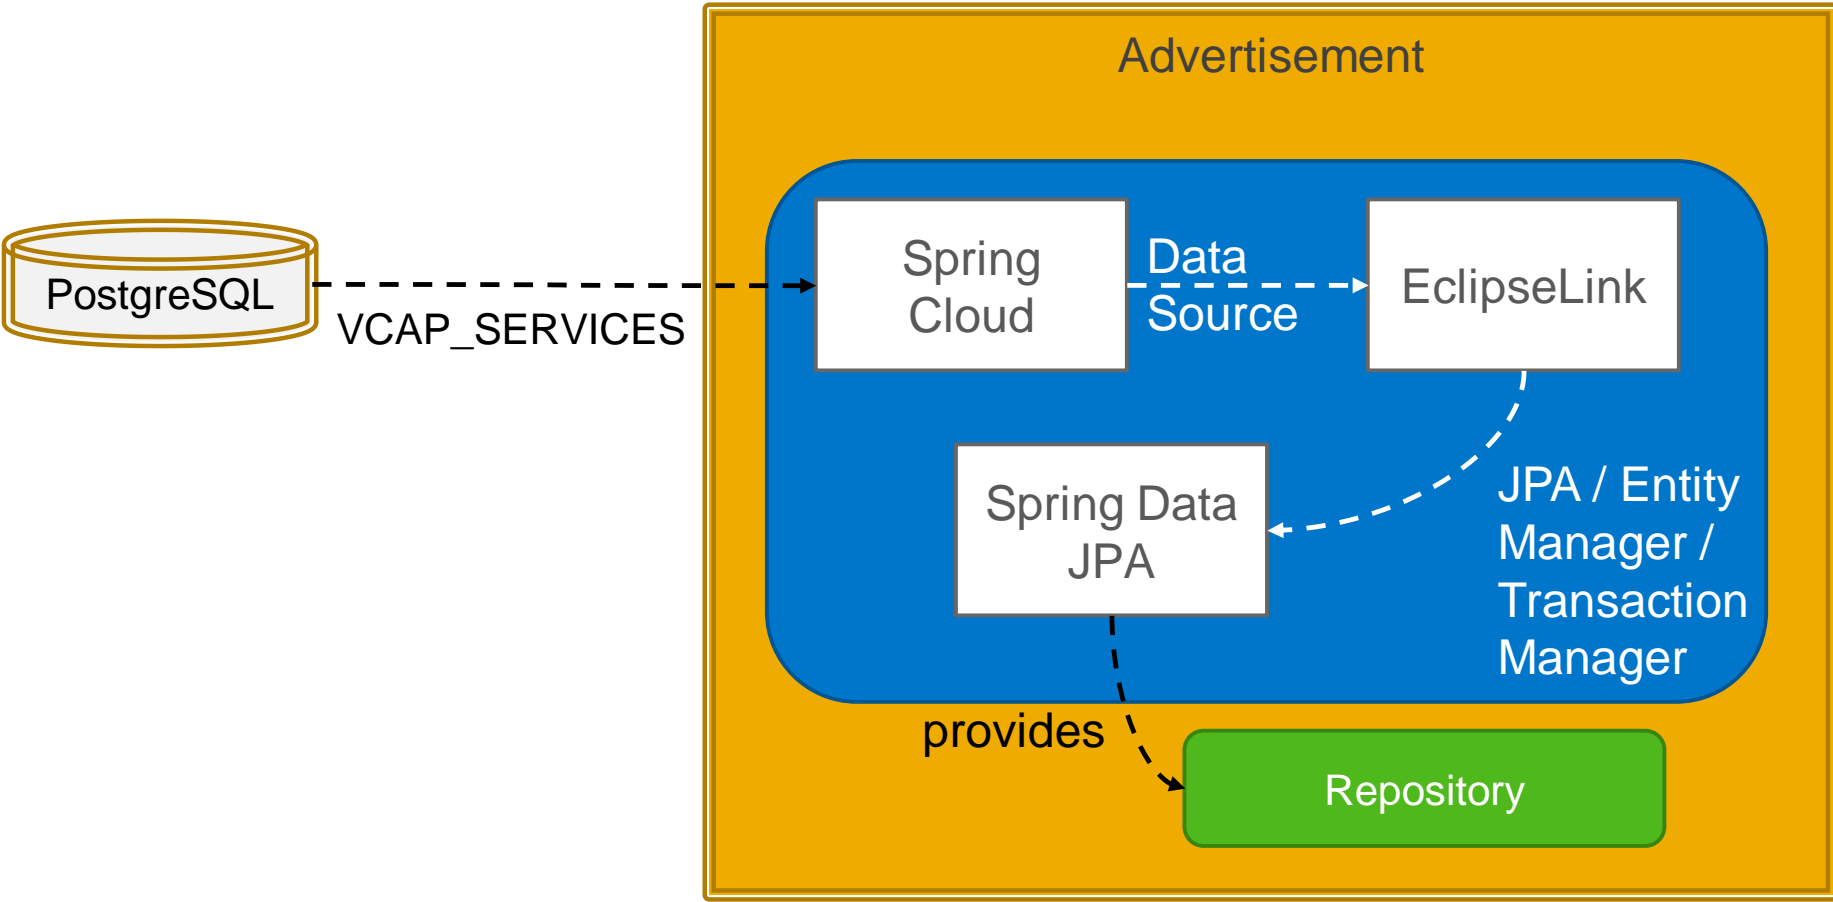 Advertisement
PostgreSQL
VCAP_SERVICES
Spring
Cloud
Data
Source
EclipseLink
Spring Data
JPA
JPA / Entity
Manager /
Transaction
Manager
provides
Repository